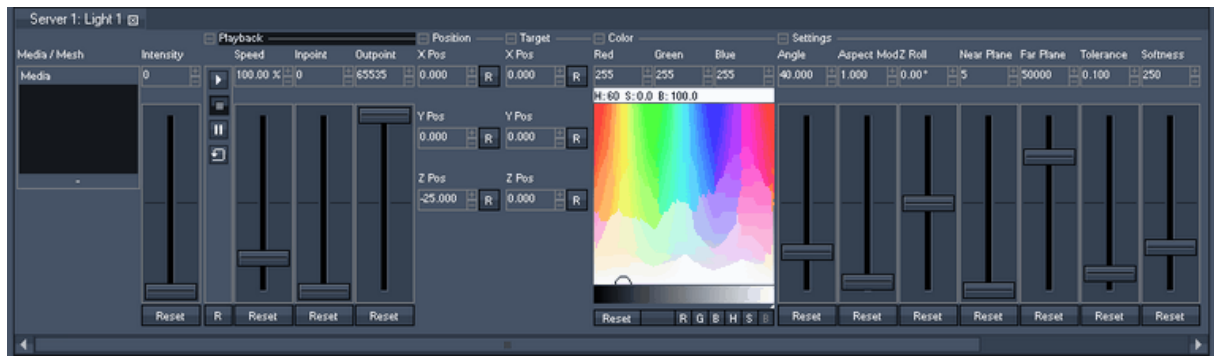 Server 1: Light 1
Playback Position Target Color Settings
Media / Mesh Intensity Speed Inpoint Outpoint X Pos X Pos Red Green Blue Angle Aspect Mod Z Roll Near Plane Far Plane Tolerance Softness
Media 0 100.00 % 0 65535 0.000 R 0.000 R 255 255 255 40.000 1.000 0.00° 5 50000 0.100 250
H: 60 S: 0.0 B: 100.0
Y Pos Y Pos
0.000 R 0.000 R
Z Pos Z Pos
-25.000 R 0.000 R
Reset R Reset Reset Reset Reset R G B H S B Reset Reset Reset Reset Reset Reset Reset